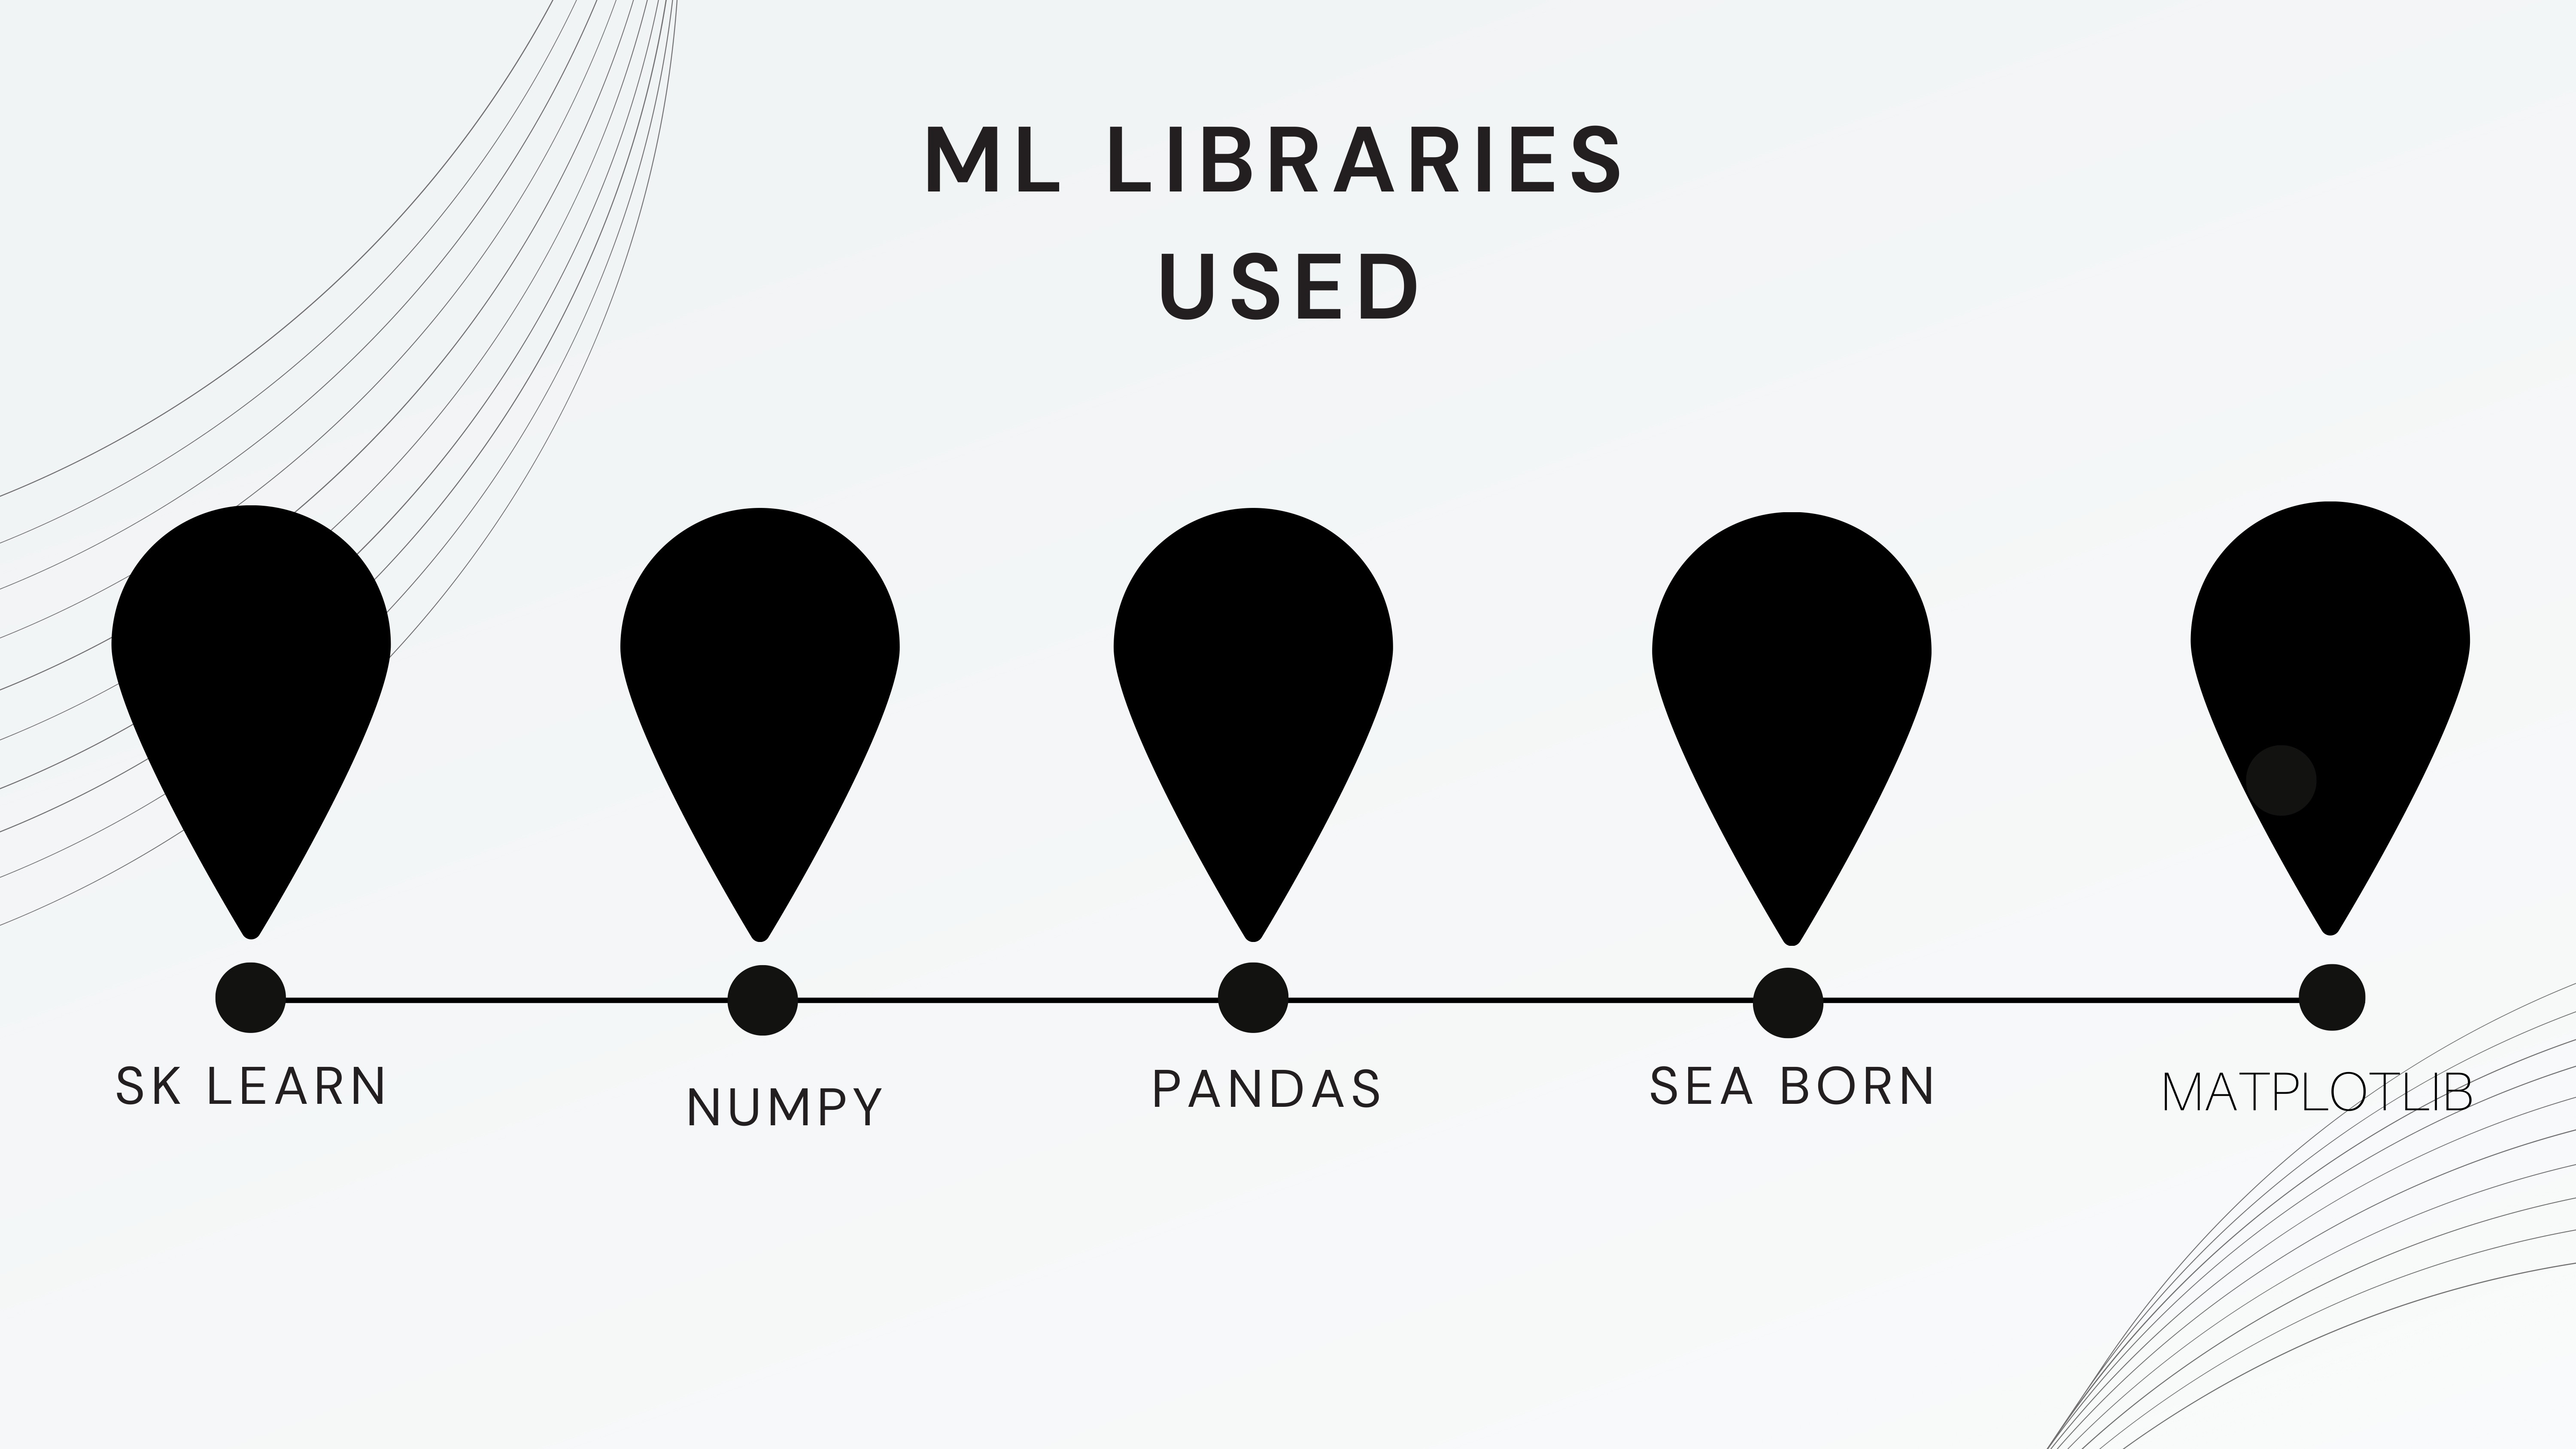 ML LIBRARIES
USED
SK LEARN
NUMPY
PANDAS
SEA BORN
MATPLOTLIB